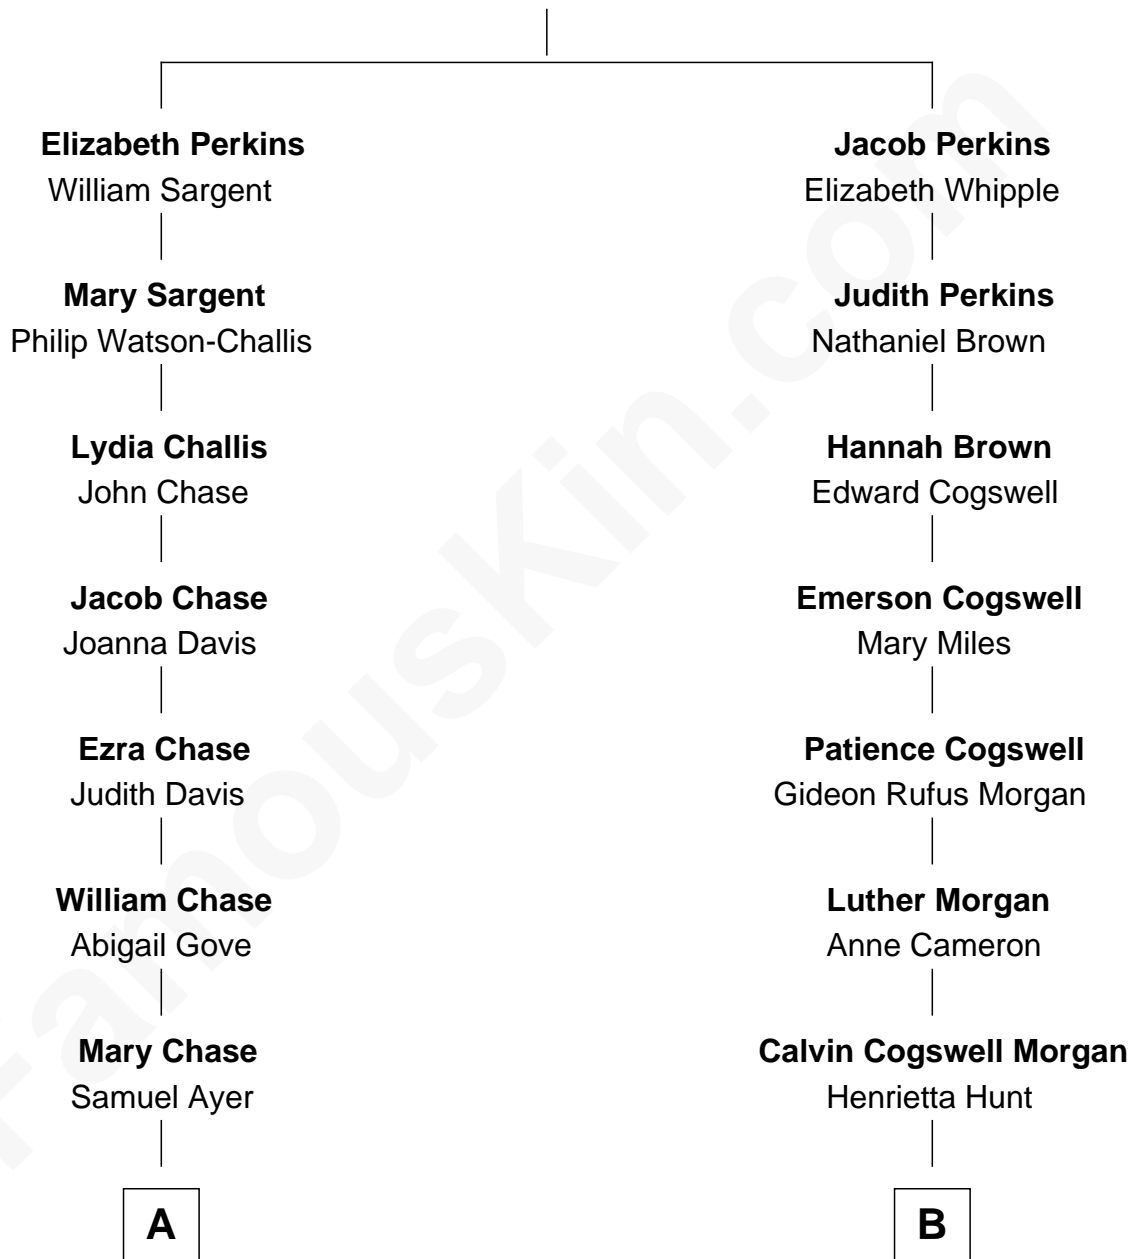 Elizabeth Perkins
William Sargent
Mary Sargent
Philip Watson-Challis
Lydia Challis
John Chase
Jacob Chase
Joanna Davis
Ezra Chase
Judith Davis
William Chase
Abigail Gove
Mary Chase
Samuel Ayer
A
Jacob Perkins
Elizabeth Whipple
Judith Perkins
Nathaniel Brown
Hannah Brown
Edward Cogswell
Emerson Cogswell
Mary Miles
Patience Cogswell
Gideon Rufus Morgan
Luther Morgan
Anne Cameron
Calvin Cogswell Morgan
Henrietta Hunt
B
FamousKin.com